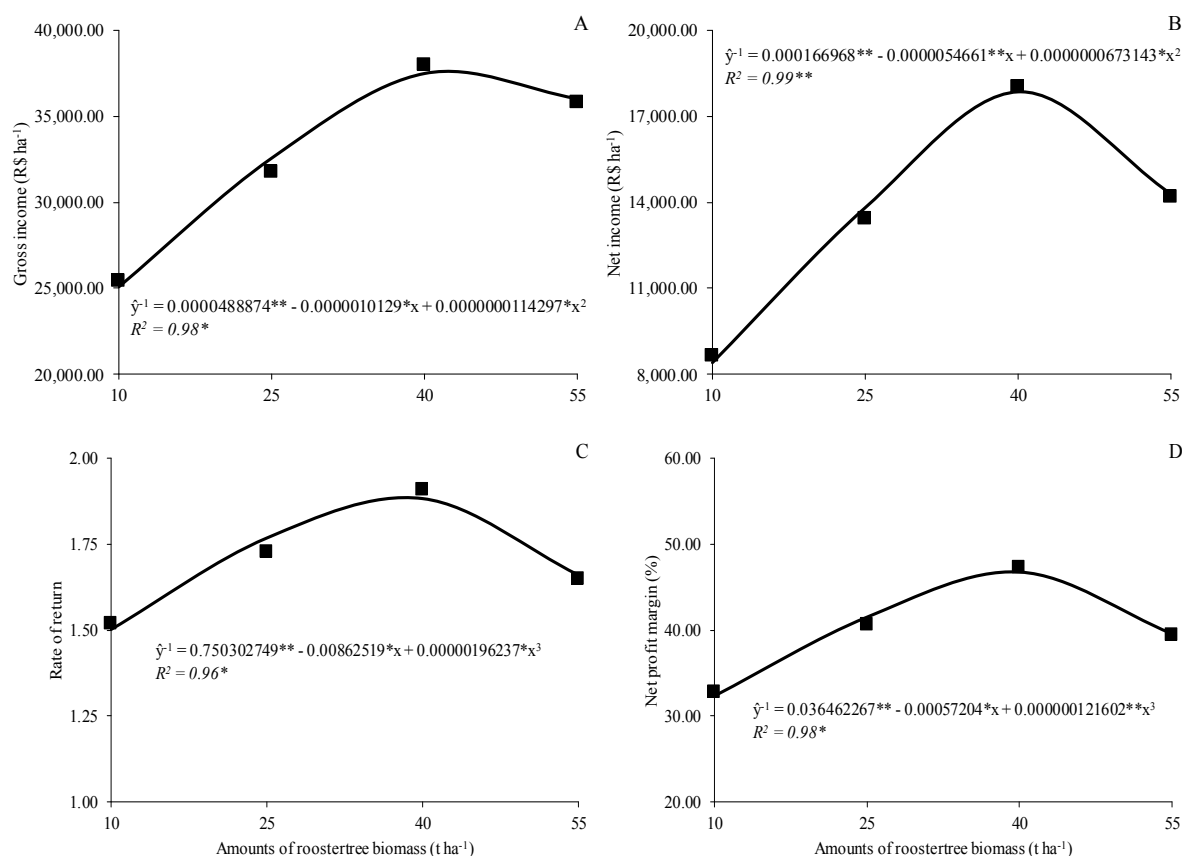 A
40,000.00
35,000.00
30,000.00
25,000.00
20,000.00
Gross income (R$ ha⁻¹)
ŷ⁻¹ = 0.0000488874** - 0.0000010129*x + 0.0000000114297*x²
R² = 0.98*
10 25 40 55
B
20,000.00
17,000.00
14,000.00
11,000.00
8,000.00
Net income (R$ ha⁻¹)
ŷ⁻¹ = 0.000166968** - 0.0000054661**x + 0.0000000673143*x²
R² = 0.99**
10 25 40 55
C
2.00
1.75
1.50
1.25
1.00
Rate of return
ŷ⁻¹ = 0.750302749** - 0.00862519*x + 0.00000196237*x³
R² = 0.96*
10 25 40 55
Amounts of roostertree biomass (t ha⁻¹)
D
60.00
50.00
40.00
30.00
20.00
Net profit margin (%)
ŷ⁻¹ = 0.036462267** - 0.00057204*x + 0.000000121602**x³
R² = 0.98*
10 25 40 55
Amounts of roostertree biomass (t ha⁻¹)